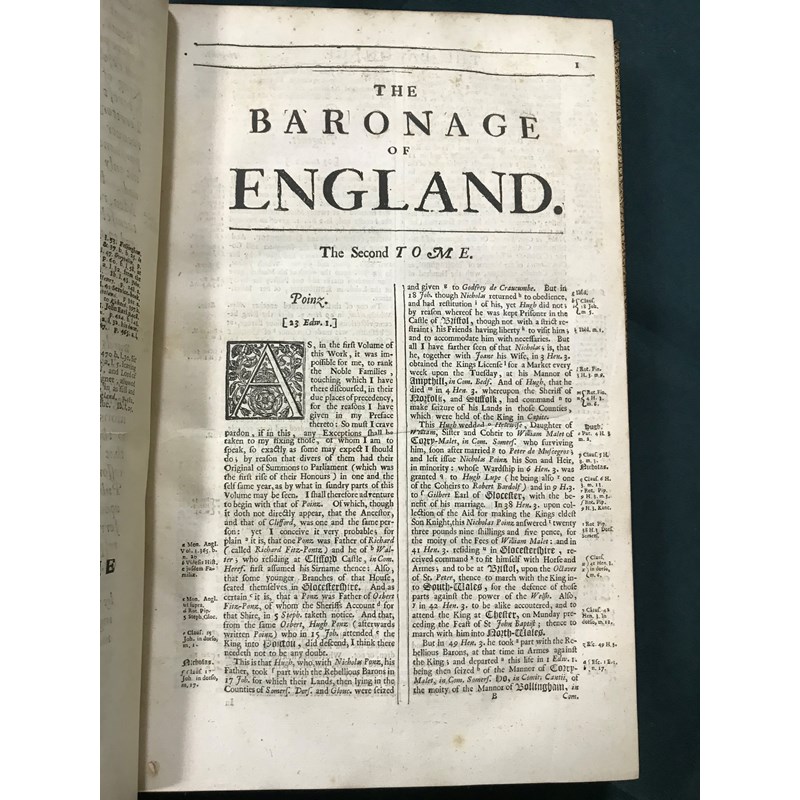 1
THE
BARONAGE
OF
ENGLAND.
The Second TOME.
Poinz.
[23 Edw. 1.]
AS, in the first Volume of
this Work, it was im-
possible for me, to rank
the Noble Families,
touching which I have
there discoursed, in their
due places of precedency,
for the reasons I have
given in my Preface
thereto: So must I crave
pardon, if in this, any Exceptions shall be
taken to my fixing those, of whom I am to
speak, so exactly as some may expect I should
do; by reason that divers of them had their
Original of Summons to Parliament (which was
the first rise of their Honours) in one and the
self same year, as by what in sundry parts of this
Volume may be seen. I shall therefore adventure
to begin with that of Poinz. Of which, though
it doth not directly appear, that the Ancestor,
and that of Clifford, was one and the same per-
son: yet I conceive it very probable; for
plain it is, that one Ponz was Father of Richard
(called Richard Fitz-Pontz) and he of Wal-
ter; who residing at Clifford Castle, in Com.
Heref. first assumed his Sirname thence: Also
that some younger Branches of that House,
seated themselves in Glocestershire. And as
certain it is, that a Ponz was Father of Osbert
Fitz-Ponz, of whom the Sheriffs Account for
that Shire, in 5 Steph. taketh notice. And that,
from the same Osbert, Hugh Ponz (afterwards
written Poinz) who in 15 Joh. attended the
King into Poitou, did descend, I think there
needeth not to be any doubt.
This is that Hugh, who, with Nicholas Ponz, his
Father, took part with the Rebellious Barons in
17 Joh. for which their Lands, then lying in the
Counties of Somers. Dors. and Glouc. were seized
and given to Godfrey de Craucumbe. But in
18 Joh. though Nicholas returned to obedience,
and had restitution of his, yet Hugh did not;
by reason whereof he was kept Prisoner in the
Castle of Bristol, though not with a strict re-
straint; his Friends having liberty to visit him;
and to accommodate him with necessaries. But
all I have farther seen of that Nicholas, is, that
he, together with Joane his Wife, in 3 Hen. 3.
obtained the Kings License for a Market every
week upon the Tuesday, at his Mannor of
Ampthill, in Com. Bedf. And of Hugh, that he
died in 4 Hen. 3. whereupon the Sheriff of
Norfolk, and Suffolk, had command to
make seizure of his Lands in those Counties,
which were held of the King in Capite.
This Hugh wedded Helewise, Daughter of
William, Sister and Coheir to William Malet of
Cory-Malet, in Com. Somers. who surviving
him, soon after married to Peter de Muscegros;
and left issue Nicholas Poinz his Son and Heir,
in minority: whose Wardship in 6 Hen. 3. was
granted to Hugh Lupe (he being also one
of the Coheirs to Robert Bardolf) and in 9 H. 3.
to Gilbert Earl of Glocester, with the be-
nefit of his marriage. In 38 Hen. 3. upon col-
lection of the Aid for making the Kings eldest
Son Knight, this Nicholas Poinz answered twenty
three pounds nine shillings and five pence, for
the moity of the Fees of William Malet: and in
41 Hen. 3. residing in Glocestershire, re-
ceived command to fit himself with Horse and
Armes; and to be at Bristol, upon the Octaves
of St. Peter, thence to march with the King in-
to South-Wales, for the defence of those
parts against the power of the Welsh. Also,
in 42 Hen. 3. to be alike accoutered, and to
attend the King at Chester, on Munday pre-
ceding the Feast of St John Baptist; thence to
march with him into North-Wales.
But in 49 Hen. 3. he took part with the Re-
bellious Barons, at that time in Armes against
the King; and departed this life in 1 Edw. 1.
being then seized of the Mannor of Corry-
Malet, in Com. Somers. Ho, in Comit. Cantii, of
the moity of the Mannor of Bollingham, in
B
Com.
Nicholas.
Hugh.
Nicholas.